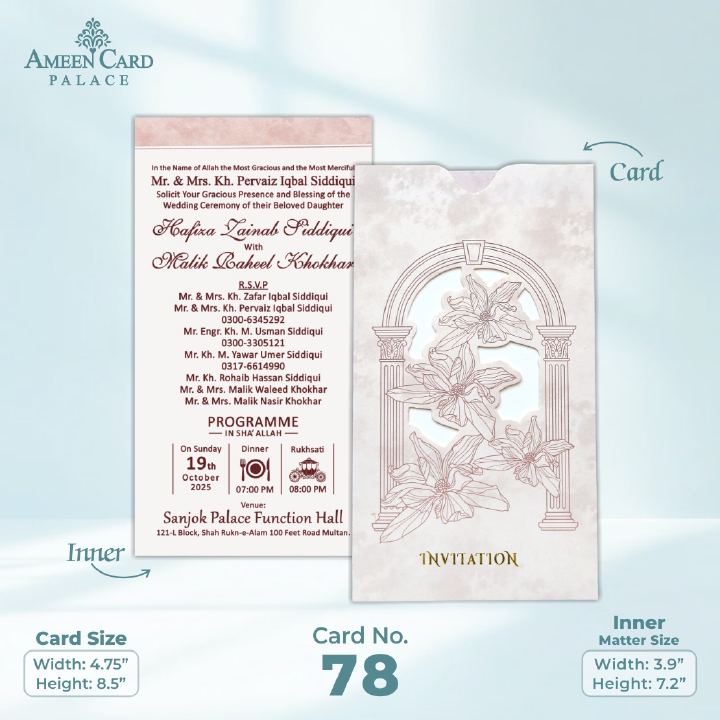 AMEEN CARD
PALACE
In the Name of Allah the Most Gracious and the Most Merciful
Mr. & Mrs. Kh. Pervaiz Iqbal Siddiqui
Solicit Your Gracious Presence and Blessing of the
Wedding Ceremony of their Beloved Daughter
Hafiza Zainab Siddiqui
With
Malik Raheel Khokhar
R.S.V.P
Mr. & Mrs. Kh. Zafar Iqbal Siddiqui
Mr. & Mrs. Kh. Pervaiz Iqbal Siddiqui
0300-6345292
Mr. Engr. Kh. M. Usman Siddiqui
0300-3305121
Mr. Kh. M. Yawar Umer Siddiqui
0317-6614990
Mr. Kh. Rohaib Hassan Siddiqui
Mr. & Mrs. Malik Waleed Khokhar
Mr. & Mrs. Malik Nasir Khokhar
PROGRAMME
IN SHA'ALLAH
On Sunday
19th
October
2025
Dinner
07:00 PM
Rukhsati
08:00 PM
Venue:
Sanjok Palace Function Hall
121-L Block, Shah Rukn-e-Alam 100 Feet Road Multan.
Card
INVITATION
Inner
Card Size
Width: 4.75”
Height: 8.5”
Card No.
78
Inner
Matter Size
Width: 3.9”
Height: 7.2”